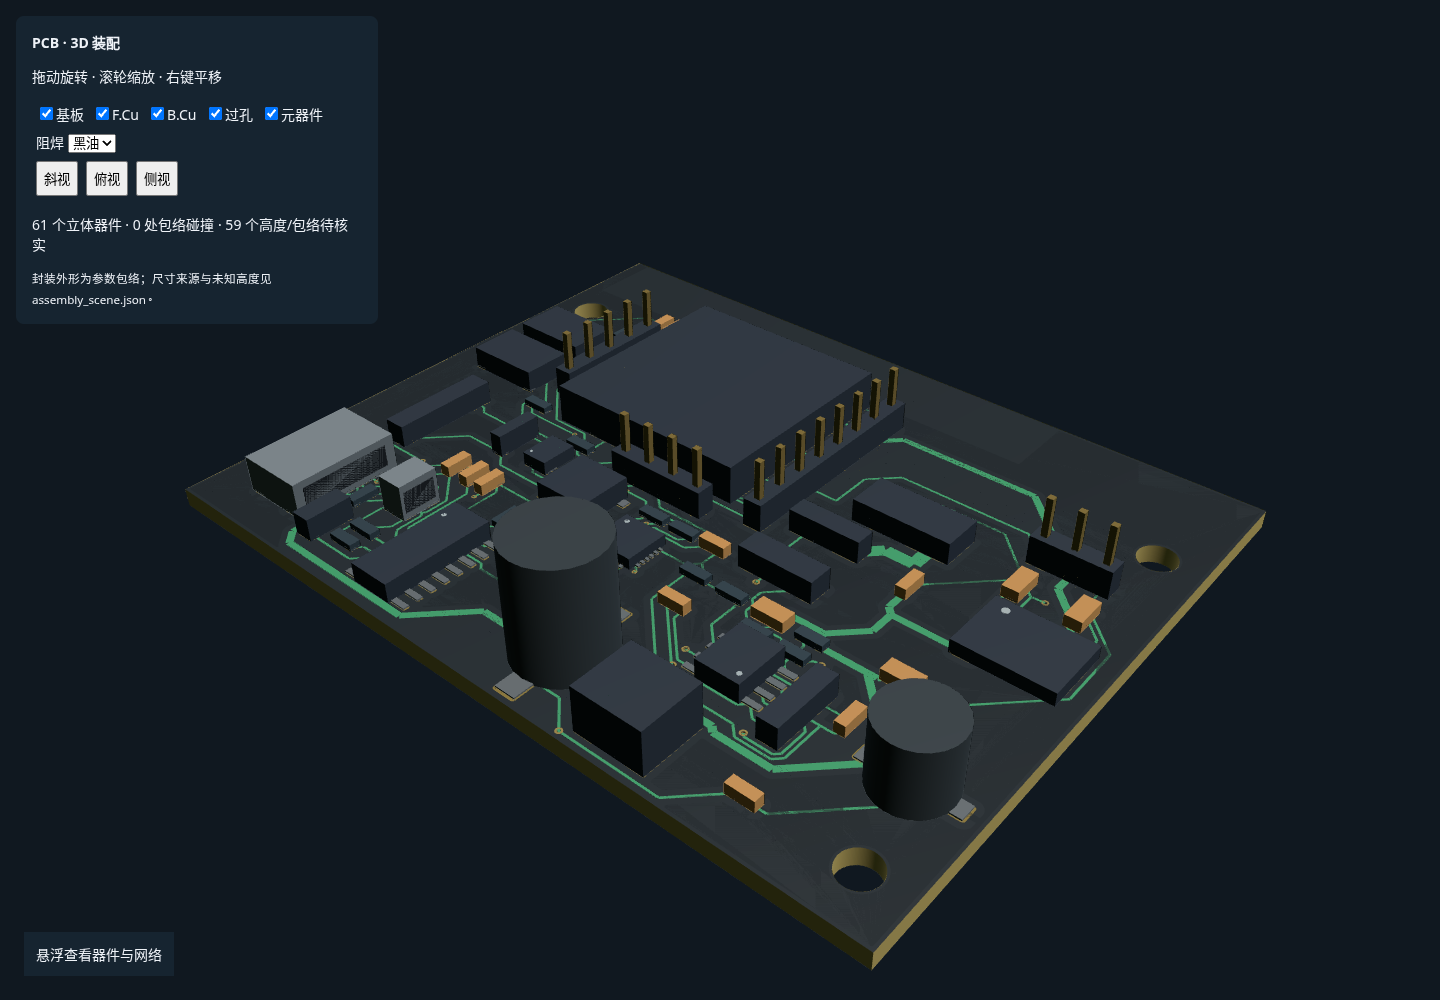 PCB · 3D 装配
拖动旋转 · 滚轮缩放 · 右键平移
基板 F.Cu B.Cu 过孔 元器件
阻焊 黑油
斜视 俯视 侧视
61 个立体器件 · 0 处包络碰撞 · 59 个高度/包络待核
实
封装外形为参数包络；尺寸来源与未知高度见
assembly_scene.json。
悬浮查看器件与网络